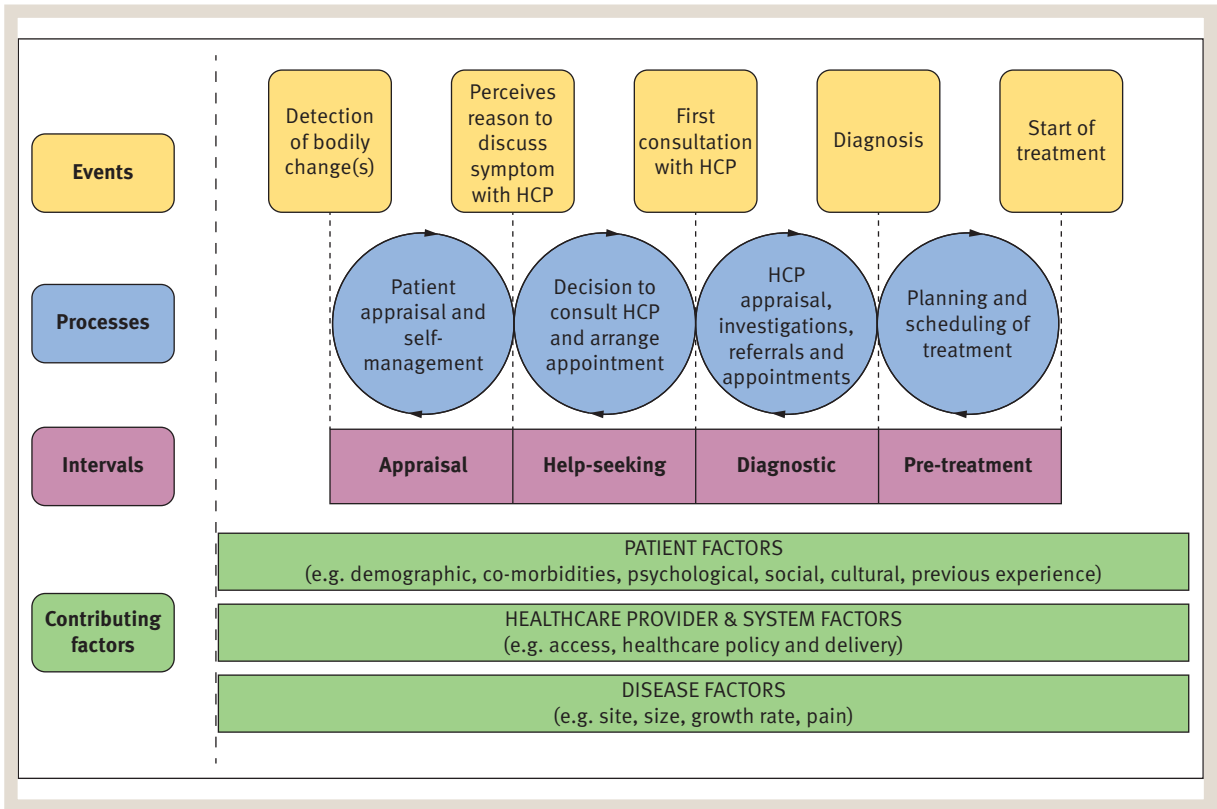 Events
Detection
of bodily
change(s)
Perceives
reason to
discuss
symptom
with HCP
First
consultation
with HCP
Diagnosis
Start of
treatment
Processes
Patient
appraisal and
self-
management
Decision to
consult HCP
and arrange
appointment
HCP
appraisal,
investigations,
referrals and
appointments
Planning and
scheduling of
treatment
Intervals
Appraisal
Help-seeking
Diagnostic
Pre-treatment
Contributing
factors
PATIENT FACTORS
(e.g. demographic, co-morbidities, psychological, social, cultural, previous experience)
HEALTHCARE PROVIDER & SYSTEM FACTORS
(e.g. access, healthcare policy and delivery)
DISEASE FACTORS
(e.g. site, size, growth rate, pain)